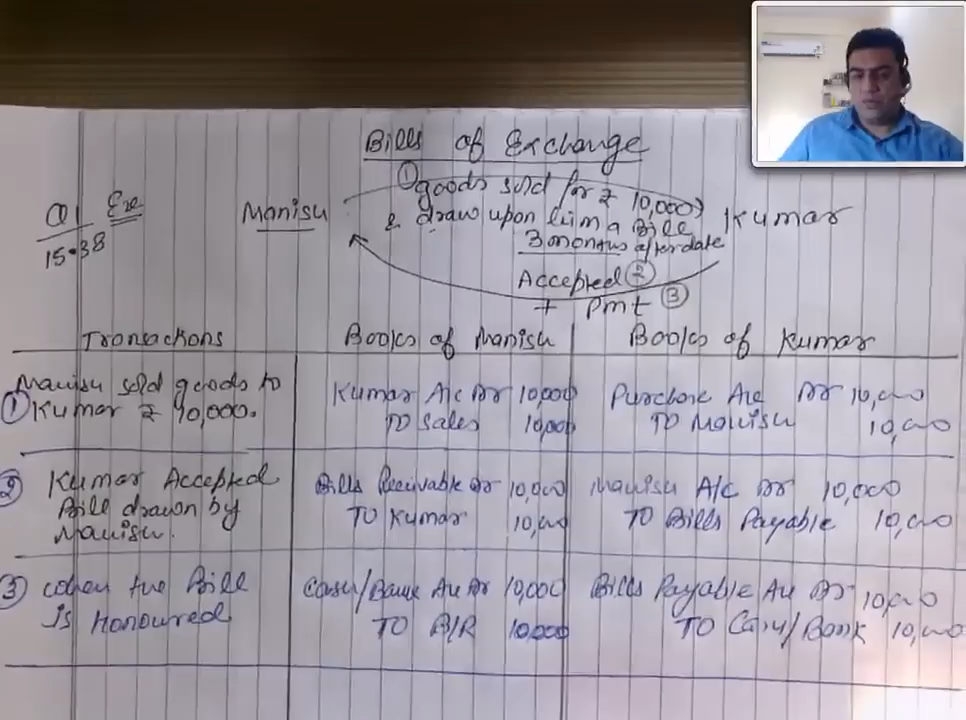 Bills of Exchange
Q1 Ex
15.38
Manish
① goods sold for ₹ 10,000
& draw upon him a Bill
3 months after date
Kumar
Accepted ②
+ Pmt ③
Transactions Books of Manish Books of Kumar
① Manish sold goods to
Kumar ₹ 10,000.
Kumar A/c Dr 10,000
To Sales 10,000
Purchase A/c Dr 10,000
To Manish 10,000
② Kumar Accepted
Bill drawn by
Manish.
Bills Receivable Dr 10,000
To Kumar 10,000
Manish A/c Dr 10,000
To Bills Payable 10,000
③ When the Bill
is Honoured
Cash/Bank A/c Dr 10,000
To B/R 10,000
Bills Payable A/c Dr 10,000
To Cash/Bank 10,000